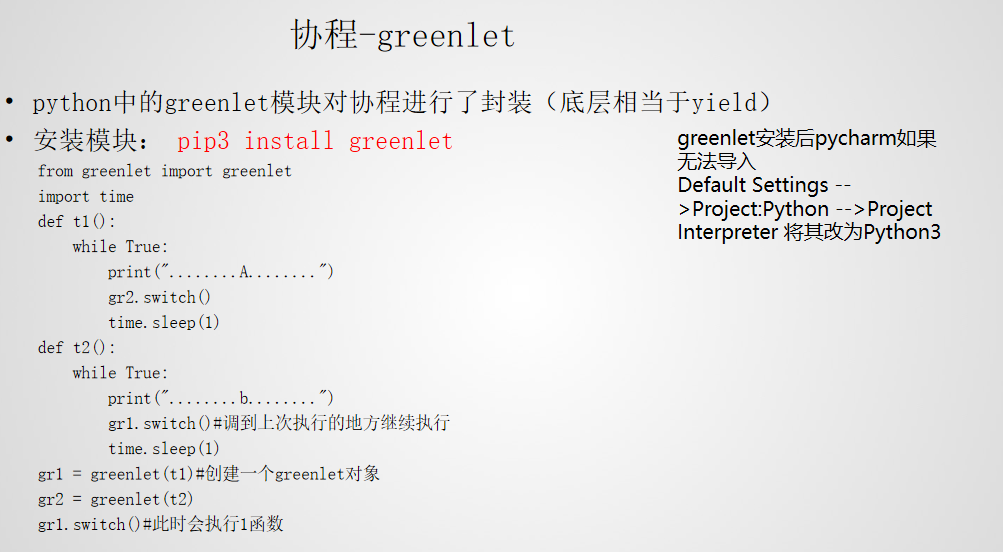 协程-greenlet
• python中的greenlet模块对协程进行了封装（底层相当于yield）
• 安装模块： pip3 install greenlet
from greenlet import greenlet
import time
def t1():
    while True:
        print("........A........")
        gr2.switch()
        time.sleep(1)
def t2():
    while True:
        print("........b........")
        gr1.switch()#调到上次执行的地方继续执行
        time.sleep(1)
gr1 = greenlet(t1)#创建一个greenlet对象
gr2 = greenlet(t2)
gr1.switch()#此时会执行1函数
greenlet安装后pycharm如果
无法导入
Default Settings --
>Project:Python -->Project
Interpreter 将其改为Python3